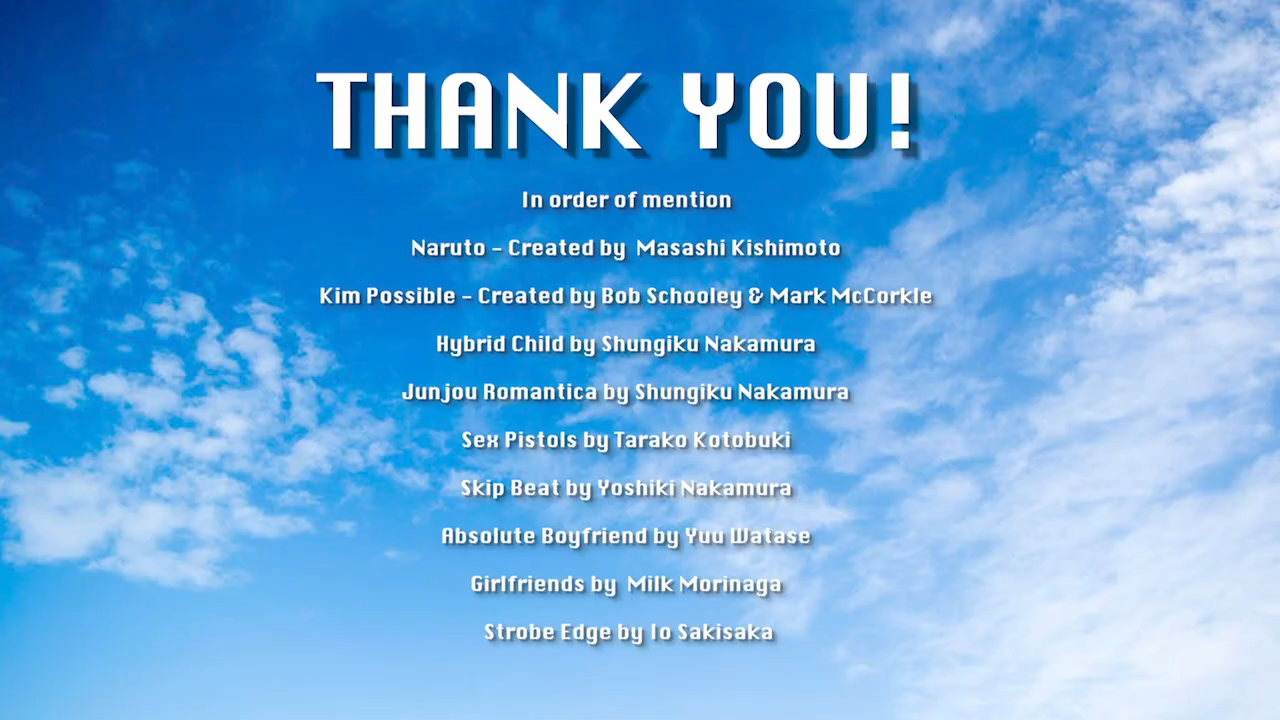 THANK YOU!
In order of mention
Naruto - Created by Masashi Kishimoto
Kim Possible - Created by Bob Schooley & Mark McCorkle
Hybrid Child by Shungiku Nakamura
Junjou Romantica by Shungiku Nakamura
Sex Pistols by Tarako Kotobuki
Skip Beat by Yoshiki Nakamura
Absolute Boyfriend by Yuu Watase
Girlfriends by Milk Morinaga
Strobe Edge by Io Sakisaka